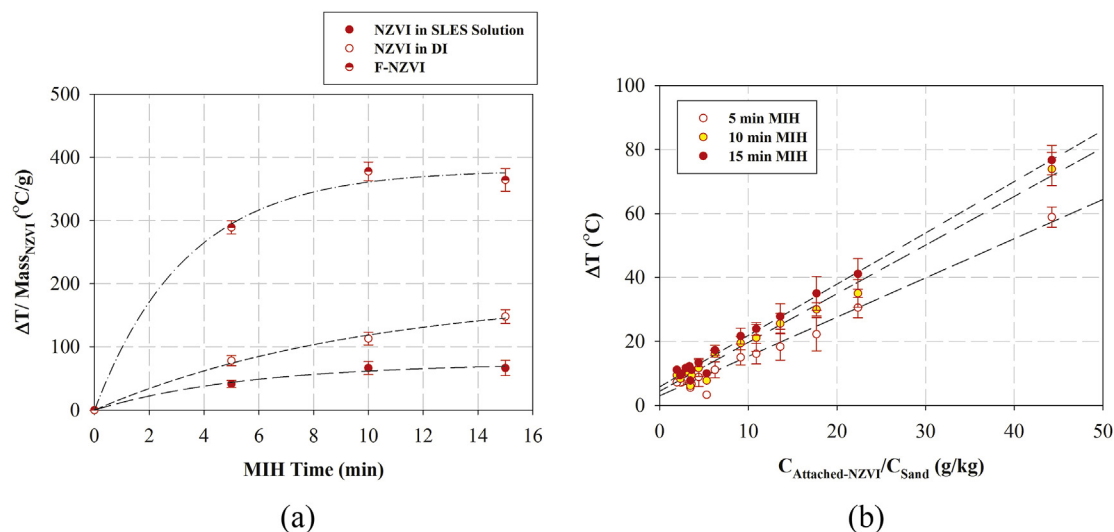 NZVI in SLES Solution
NZVI in DI
F-NZVI
500
400
300
200
100
0
ΔT/ Mass_NZVI (°C/g)
0 2 4 6 8 10 12 14 16
MIH Time (min)
(a)
5 min MIH
10 min MIH
15 min MIH
100
80
60
40
20
0
ΔT (°C)
0 10 20 30 40 50
C_Attached-NZVI/C_Sand (g/kg)
(b)